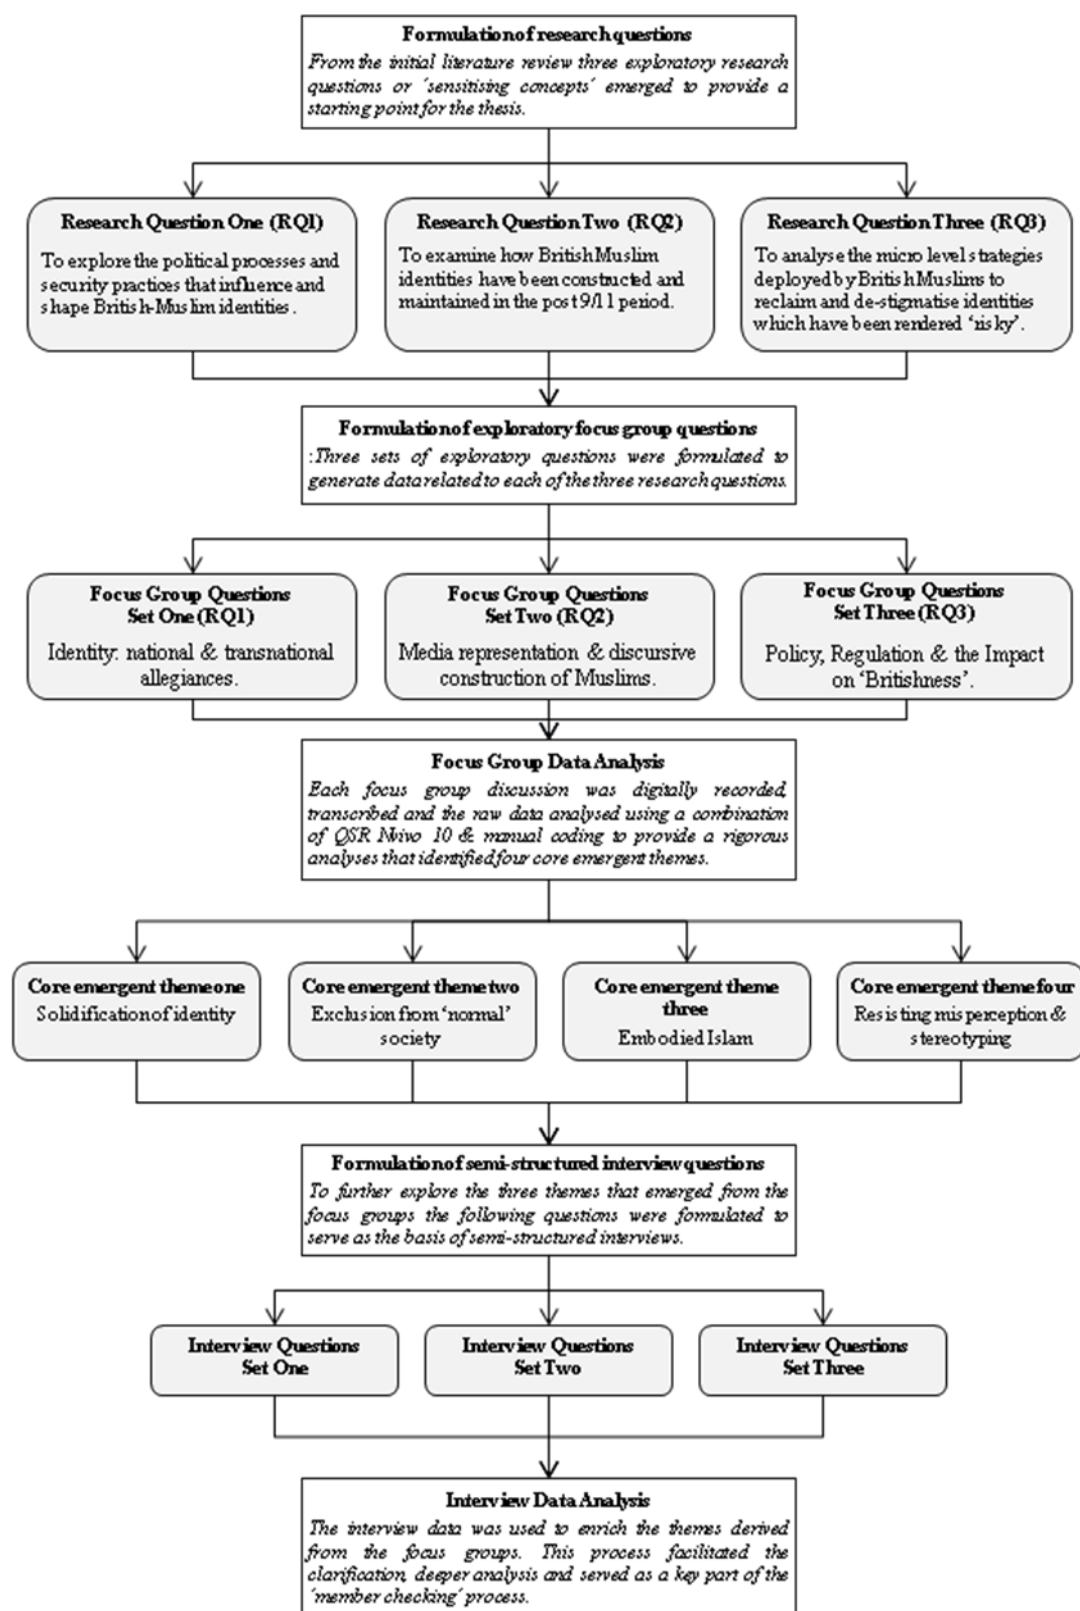 Formulation of research questions
From the initial literature review three exploratory research
questions or 'sensitising concepts' emerged to provide a
starting point for the thesis.
Research Question One (RQ1)
To explore the political processes and
security practices that influence and
shape British-Muslim identities.
Research Question Two (RQ2)
To examine how British Muslim
identities have been constructed and
maintained in the post 9/11 period.
Research Question Three (RQ3)
To analyse the micro level strategies
deployed by British Muslims to
reclaim and de-stigmatise identities
which have been rendered ‘risky’.
Formulation of exploratory focus group questions
:Three sets of exploratory questions were formulated to
generate data related to each of the three research questions.
Focus Group Questions
Set One (RQ1)
Identity: national & transnational
allegiances.
Focus Group Questions
Set Two (RQ2)
Media representation & discursive
construction of Muslims.
Focus Group Questions
Set Three (RQ3)
Policy, Regulation & the Impact
on ‘Britishness’.
Focus Group Data Analysis
Each focus group discussion was digitally recorded,
transcribed and the raw data analysed using a combination
of QSR Nvivo 10 & manual coding to provide a rigorous
analyses that identified four core emergent themes.
Core emergent theme one
Solidification of identity
Core emergent theme two
Exclusion from ‘normal’
society
Core emergent theme
three
Embodied Islam
Core emergent theme four
Resisting misperception &
stereotyping
Formulation of semi-structured interview questions
To further explore the three themes that emerged from the
focus groups the following questions were formulated to
serve as the basis of semi-structured interviews.
Interview Questions
Set One
Interview Questions
Set Two
Interview Questions
Set Three
Interview Data Analysis
The interview data was used to enrich the themes derived
from the focus groups. This process facilitated the
clarification, deeper analysis and served as a key part of the
'member checking' process.